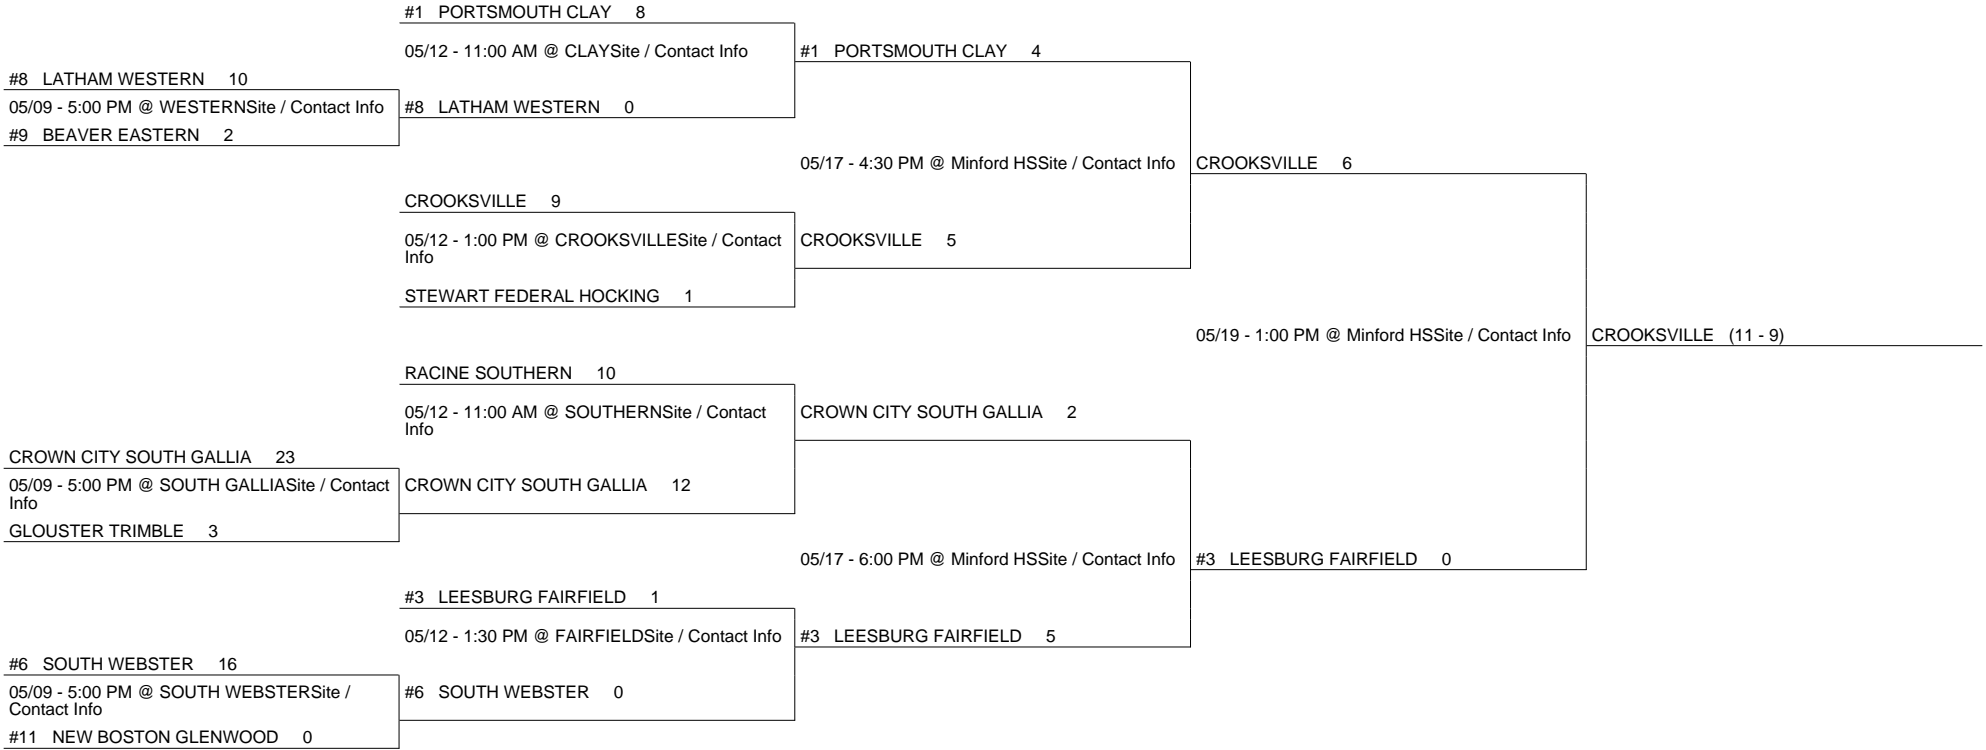 #1 PORTSMOUTH CLAY 8
05/12 - 11:00 AM @ CLAYSite / Contact Info
#1 PORTSMOUTH CLAY 4
#8 LATHAM WESTERN 10
05/09 - 5:00 PM @ WESTERNSite / Contact Info
#8 LATHAM WESTERN 0
#9 BEAVER EASTERN 2
05/17 - 4:30 PM @ Minford HSSite / Contact Info
CROOKSVILLE 6
CROOKSVILLE 9
05/12 - 1:00 PM @ CROOKSVILLESite / Contact
Info
CROOKSVILLE 5
STEWART FEDERAL HOCKING 1
05/19 - 1:00 PM @ Minford HSSite / Contact Info
CROOKSVILLE (11 - 9)
RACINE SOUTHERN 10
05/12 - 11:00 AM @ SOUTHERNSite / Contact
Info
CROWN CITY SOUTH GALLIA 2
CROWN CITY SOUTH GALLIA 23
05/09 - 5:00 PM @ SOUTH GALLIASite / Contact
Info
CROWN CITY SOUTH GALLIA 12
GLOUSTER TRIMBLE 3
05/17 - 6:00 PM @ Minford HSSite / Contact Info
#3 LEESBURG FAIRFIELD 0
#3 LEESBURG FAIRFIELD 1
05/12 - 1:30 PM @ FAIRFIELDSite / Contact Info
#3 LEESBURG FAIRFIELD 5
#6 SOUTH WEBSTER 16
05/09 - 5:00 PM @ SOUTH WEBSTERSite /
Contact Info
#6 SOUTH WEBSTER 0
#11 NEW BOSTON GLENWOOD 0